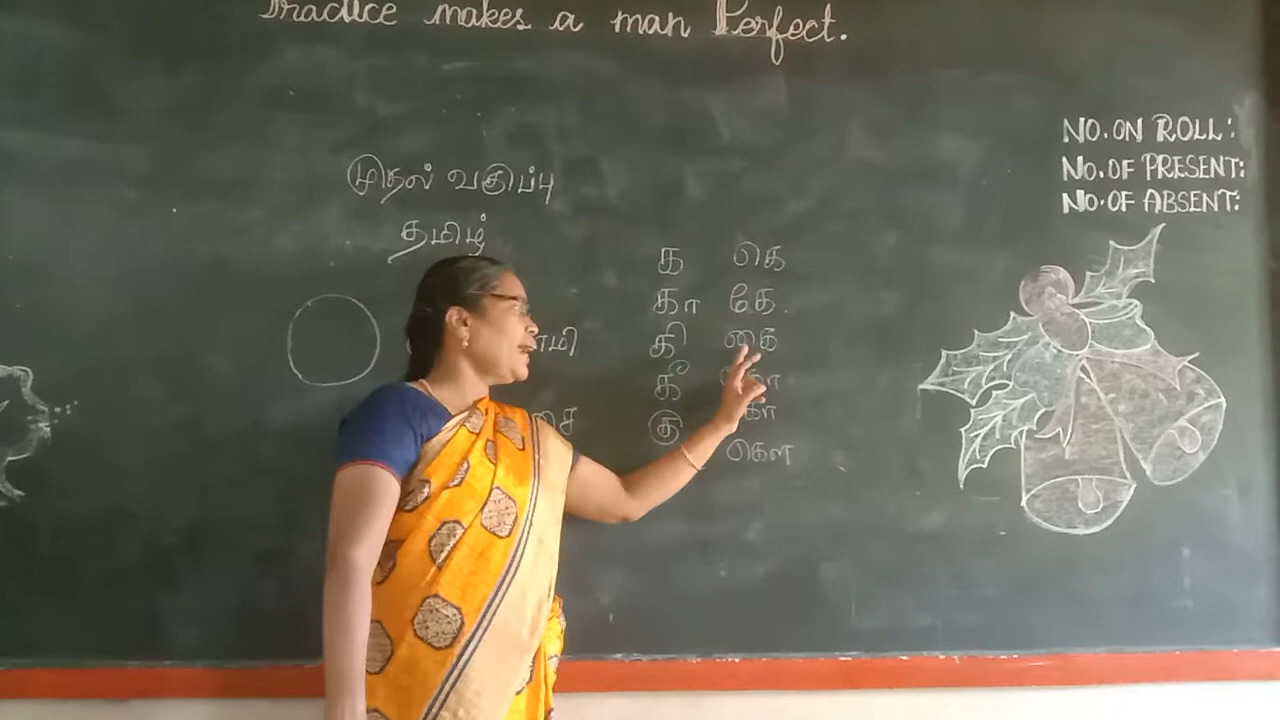 Practice makes a man Perfect.
முதல் வகுப்பு
தமிழ்
NO. ON ROLL:
NO. OF PRESENT:
NO. OF ABSENT:
க கெ
கா கே.
கி கை
கீ
கு
கௌ